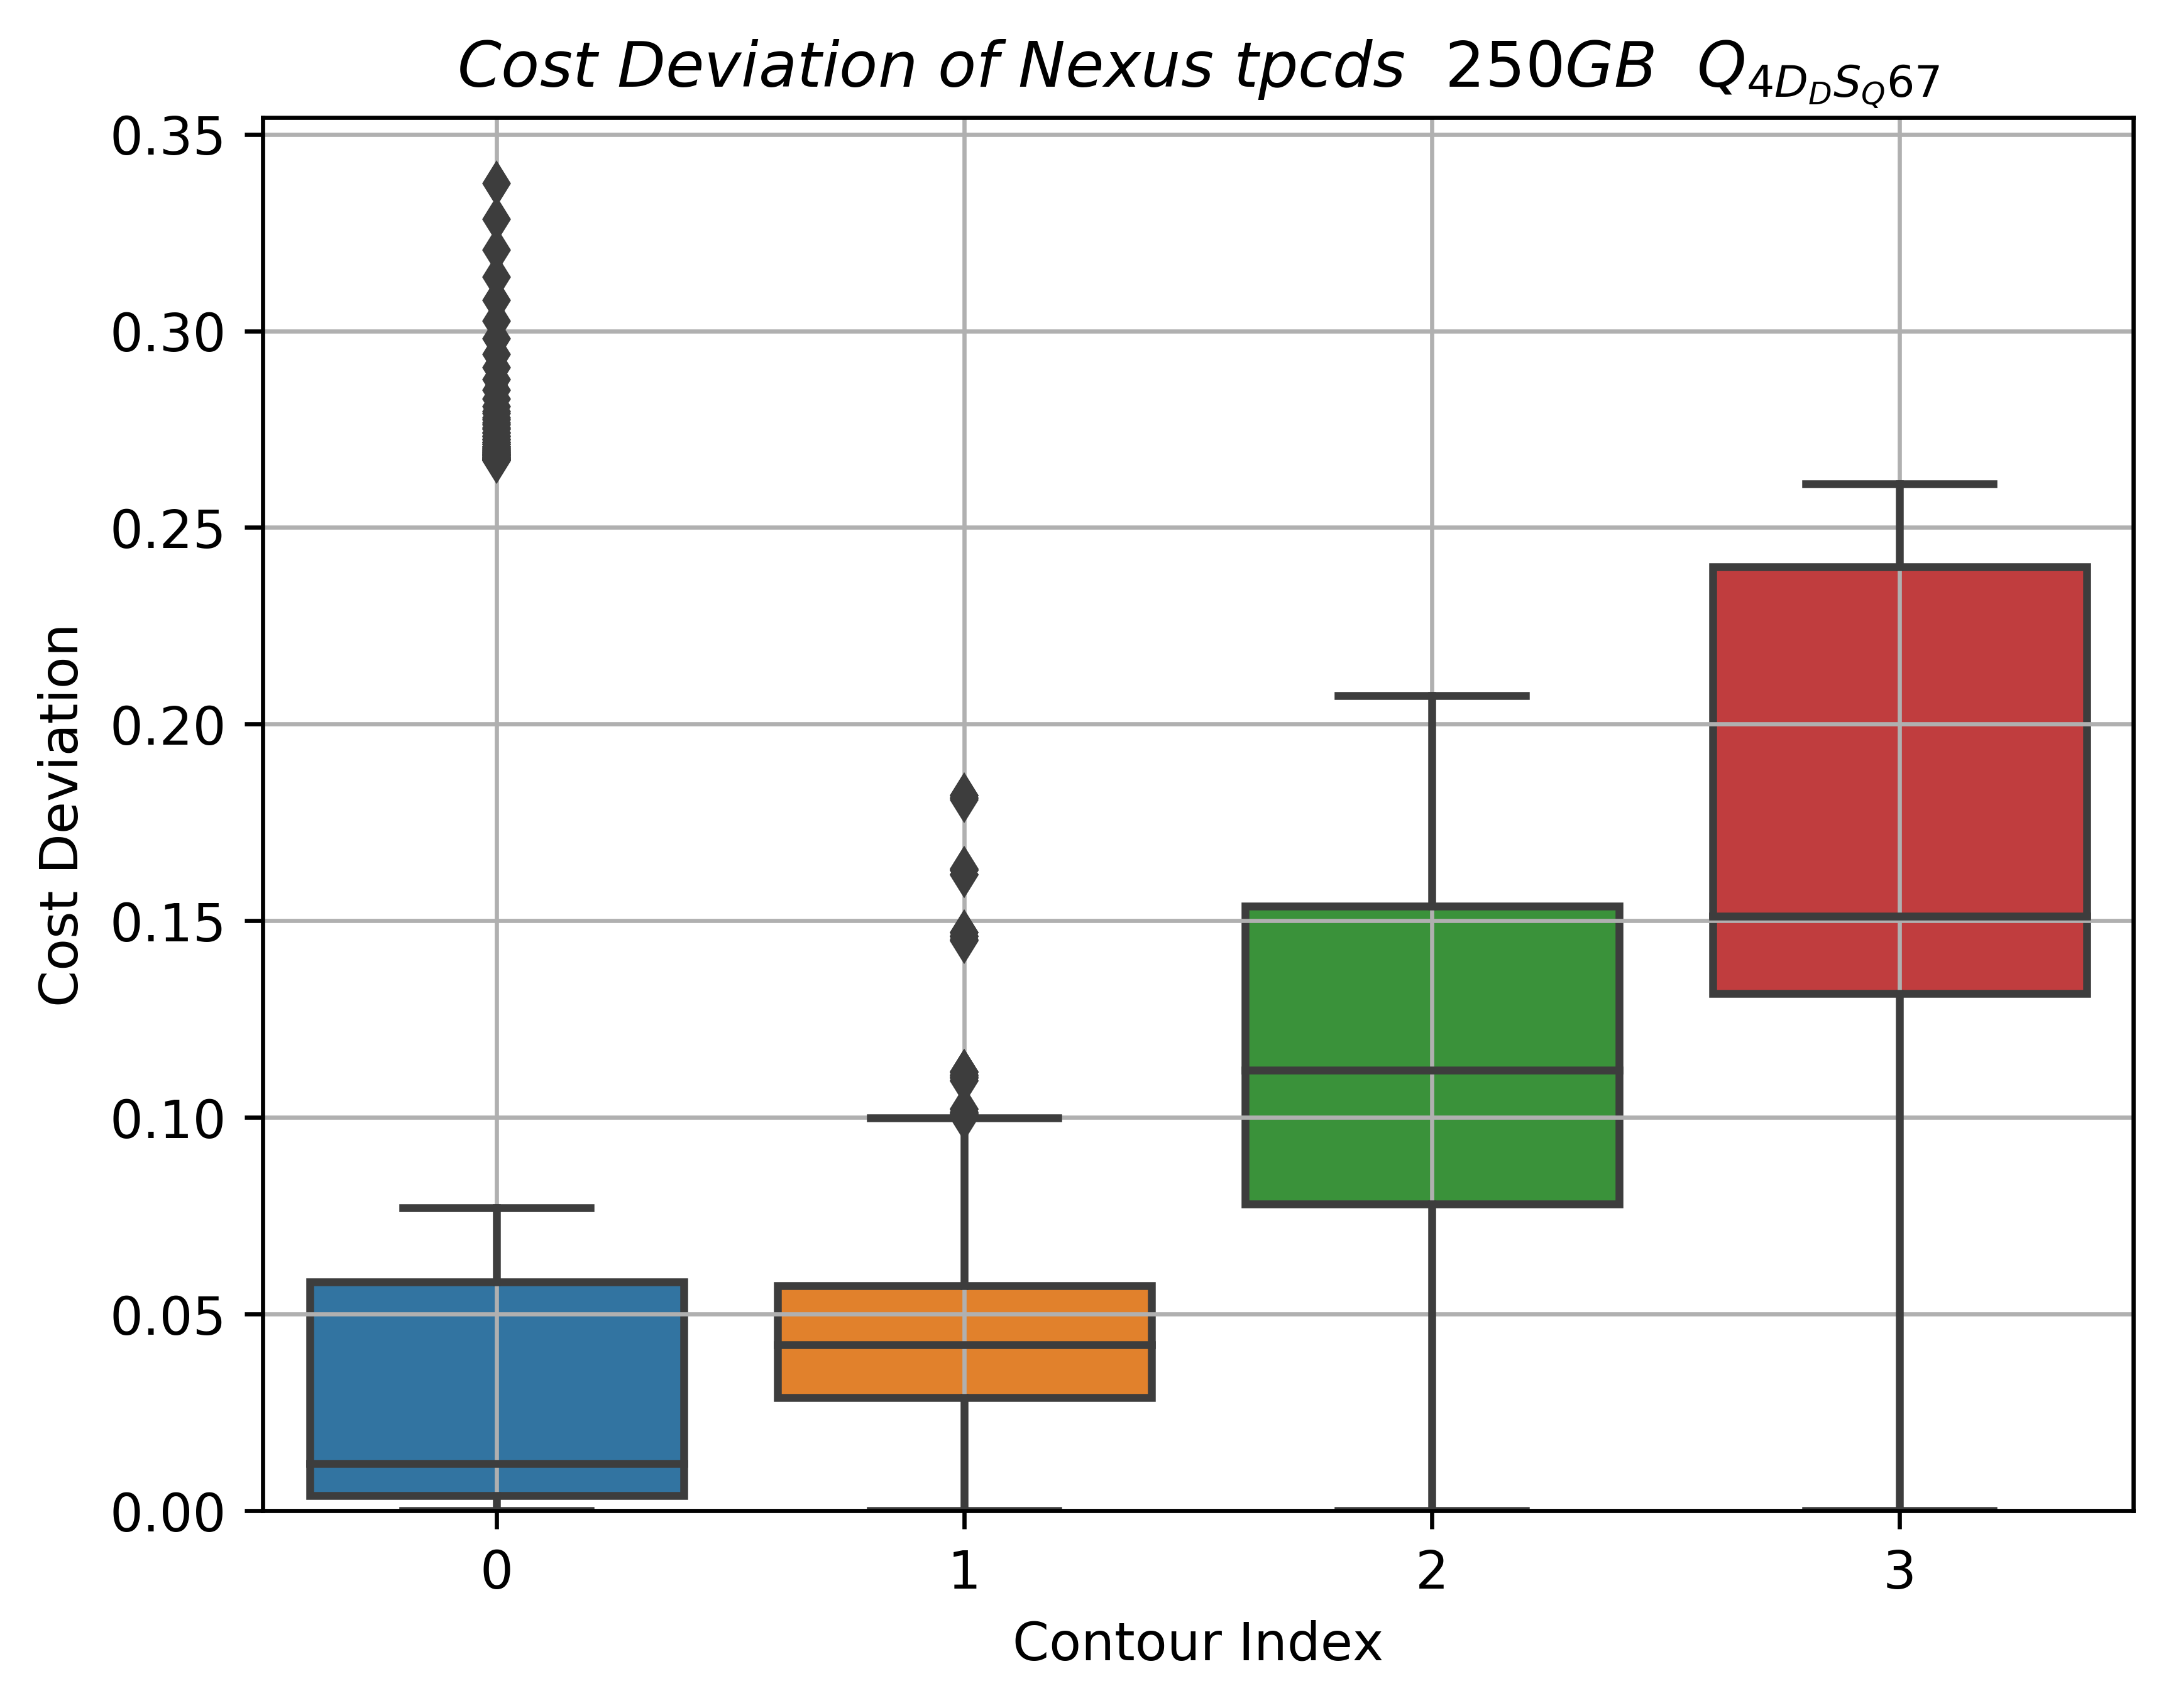 Cost Deviation of Nexus tpcds 250GB Q4DDSQ67
0.35
0.30
0.25
0.20
0.15
0.10
0.05
0.00
Cost Deviation
0 1 2 3
Contour Index